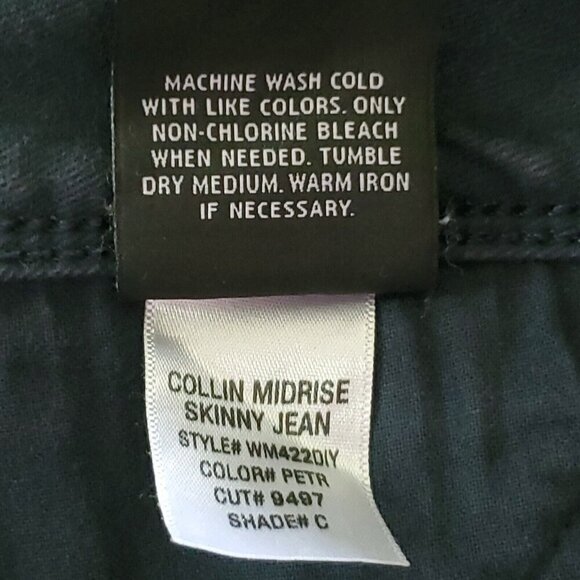 MACHINE WASH COLD
WITH LIKE COLORS. ONLY
NON-CHLORINE BLEACH
WHEN NEEDED. TUMBLE
DRY MEDIUM. WARM IRON
IF NECESSARY.
COLLIN MIDRISE
SKINNY JEAN
STYLE# WM422DIY
COLOR# PETR
CUT# 9497
SHADE# C